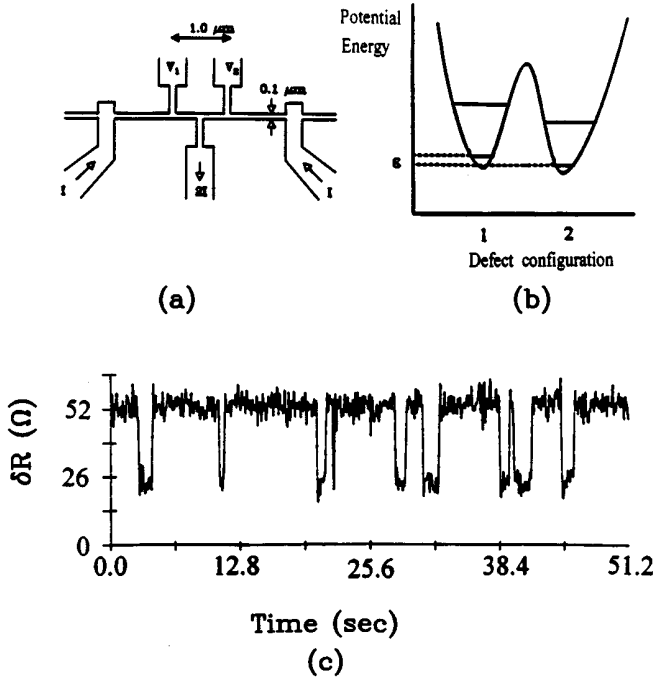 1.0 μm
V1 V2
0.1 μm
I 2I I
(a)
Potential
Energy
ε
1 2
Defect configuration
(b)
δR (Ω)
52
26
0
0.0 12.8 25.6 38.4 51.2
Time (sec)
(c)